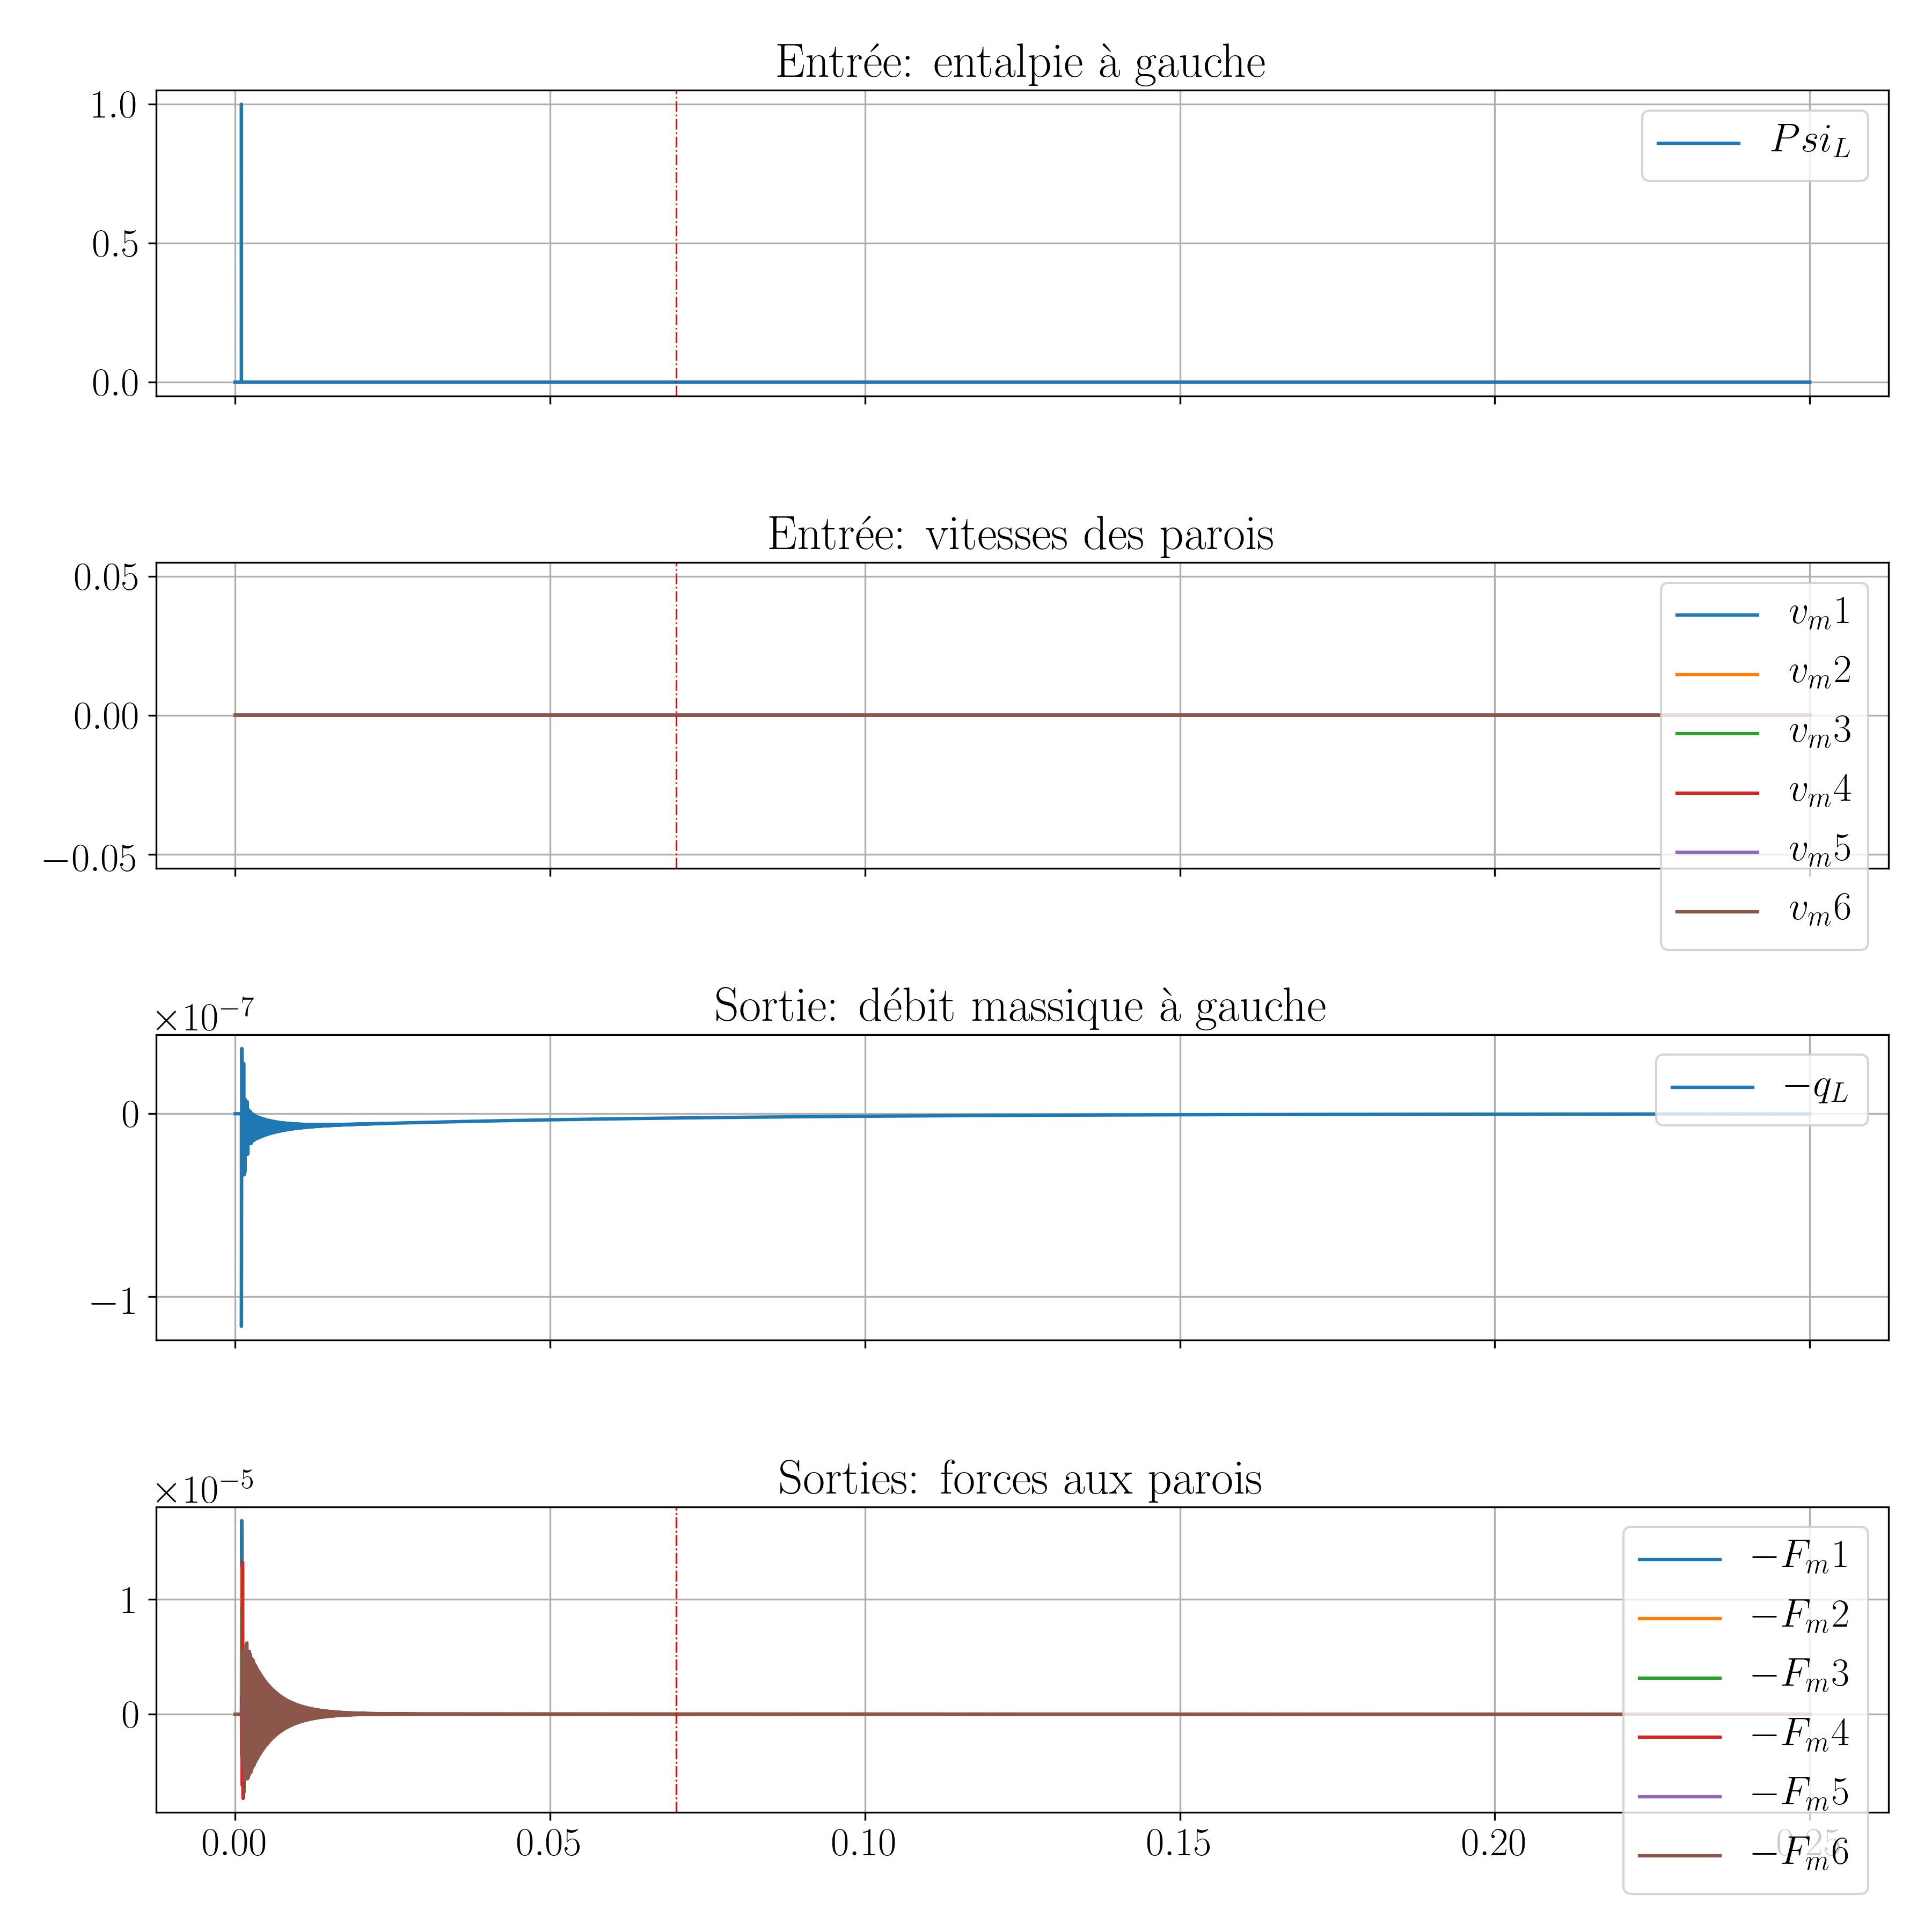 Entrée: entalpie à gauche
1.0
0.5
0.0
Psi_L
Entrée: vitesses des parois
0.05
0.00
−0.05
v_m1
v_m2
v_m3
v_m4
v_m5
v_m6
Sortie: débit massique à gauche
×10⁻⁷
0
−1
−q_L
Sorties: forces aux parois
×10⁻⁵
1
0
−F_m1
−F_m2
−F_m3
−F_m4
−F_m5
−F_m6
0.00 0.05 0.10 0.15 0.20 0.25